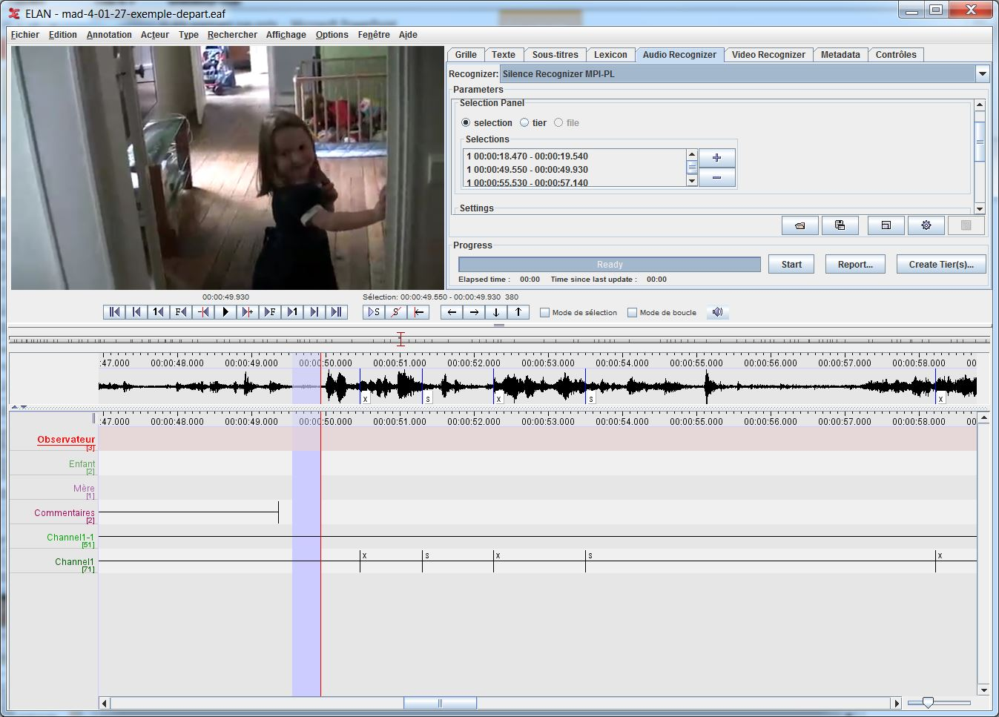 ELAN - mad-4-01-27-exemple-depart.eaf
Fichier Edition Annotation Acteur Type Rechercher Affichage Options Fenêtre Aide
Grille Texte Sous-titres Lexicon Audio Recognizer Video Recognizer Metadata Contrôles
Recognizer: Silence Recognizer MPI-PL
Parameters
Selection Panel
selection tier file
Selections
1 00:00:18.470 - 00:00:19.540
1 00:00:49.550 - 00:00:49.930
1 00:00:55.530 - 00:00:57.140
Settings
Progress
Ready
Start Report... Create Tier(s)...
Elapsed time : 00:00 Time since last update : 00:00
00:00:49.930
Sélection: 00:00:49.550 - 00:00:49.930 380
1 F F 1 S S
Mode de sélection Mode de boucle
:47.000 00:00:48.000 00:00:49.000 00:00:50.000 00:00:51.000 00:00:52.000 00:00:53.000 00:00:54.000 00:00:55.000 00:00:56.000 00:00:57.000 00:00:58.000 00
x s x s x
:47.000 00:00:48.000 00:00:49.000 00:00:50.000 00:00:51.000 00:00:52.000 00:00:53.000 00:00:54.000 00:00:55.000 00:00:56.000 00:00:57.000 00:00:58.000 00
Observateur
[3]
Enfant
[2]
Mère
[1]
Commentaires
[2]
Channel1-1
[51]
Channel1 x s x s x
[71]